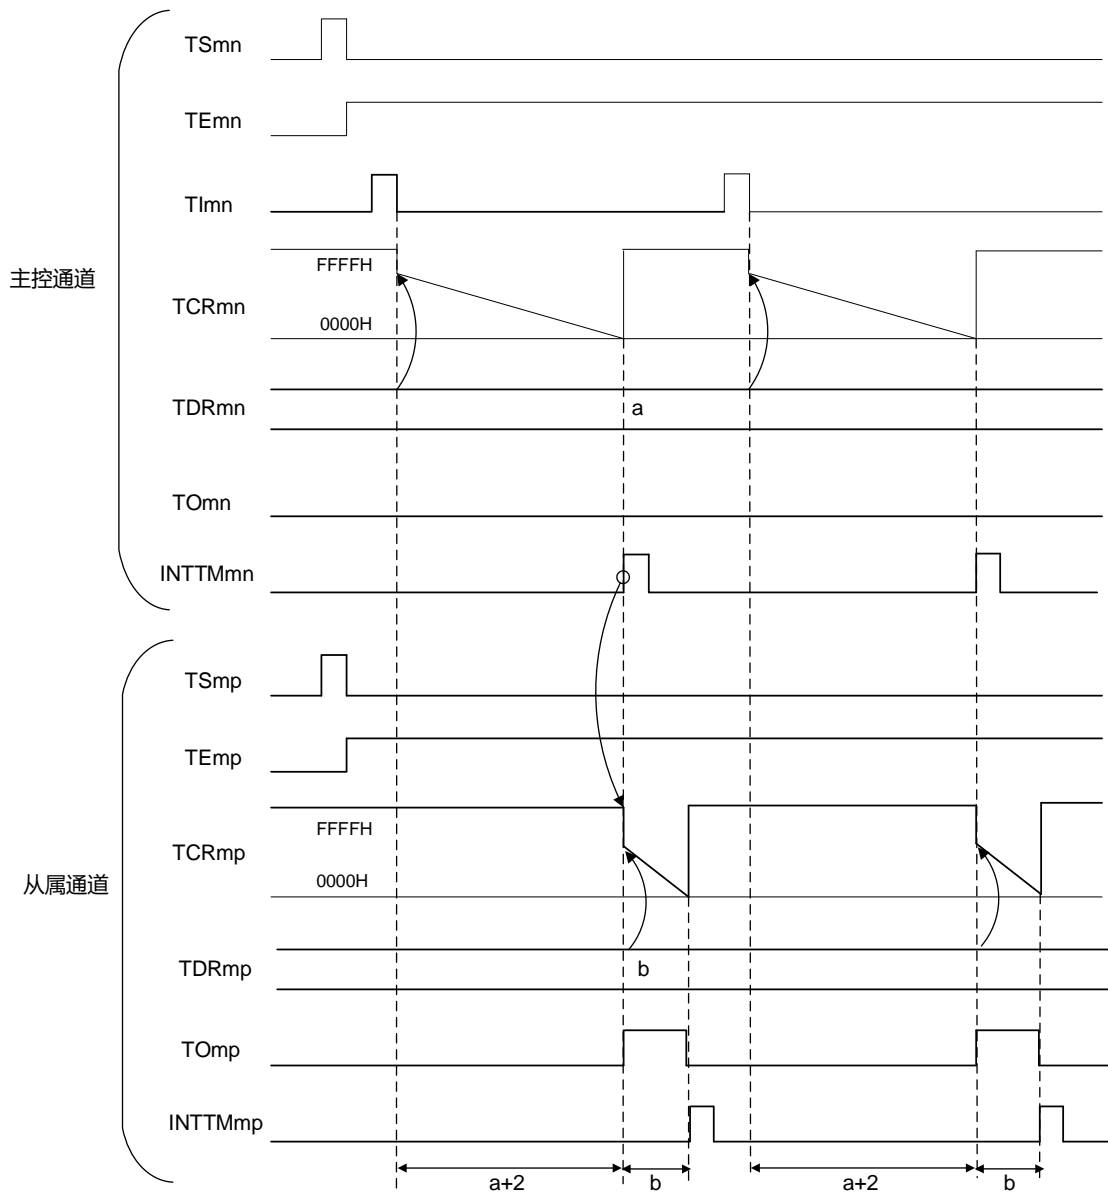 TSmn
TEmn
TImn
主控通道
FFFFH
TCRmn
0000H
TDRmn
a
TOmn
INTTMmn
TSmp
TEmp
FFFFH
TCRmp
0000H
从属通道
TDRmp
b
TOmp
INTTMmp
a+2 b a+2 b